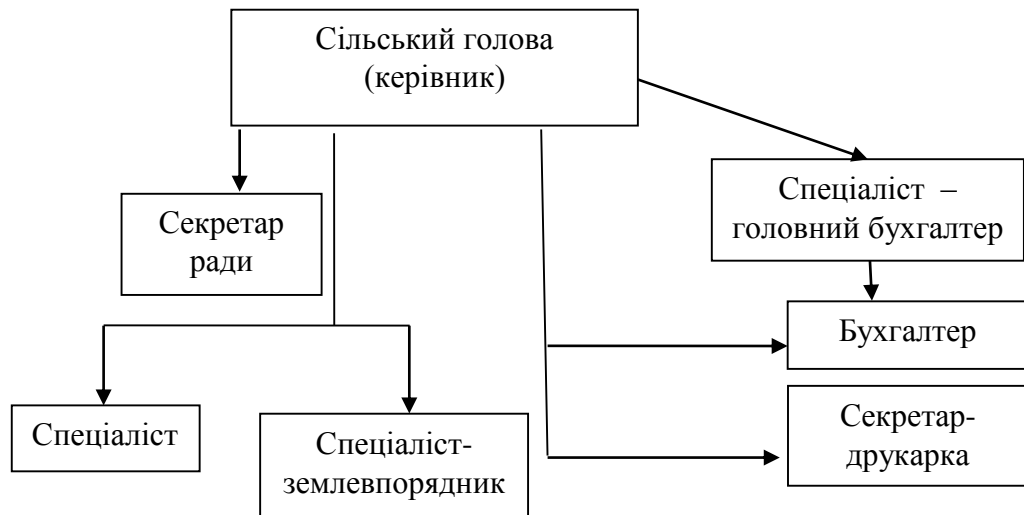 Сільський голова
(керівник)
Спеціаліст –
головний бухгалтер
Секретар
ради
Бухгалтер
Спеціаліст
Спеціаліст-
землевпорядник
Секретар-
друкарка